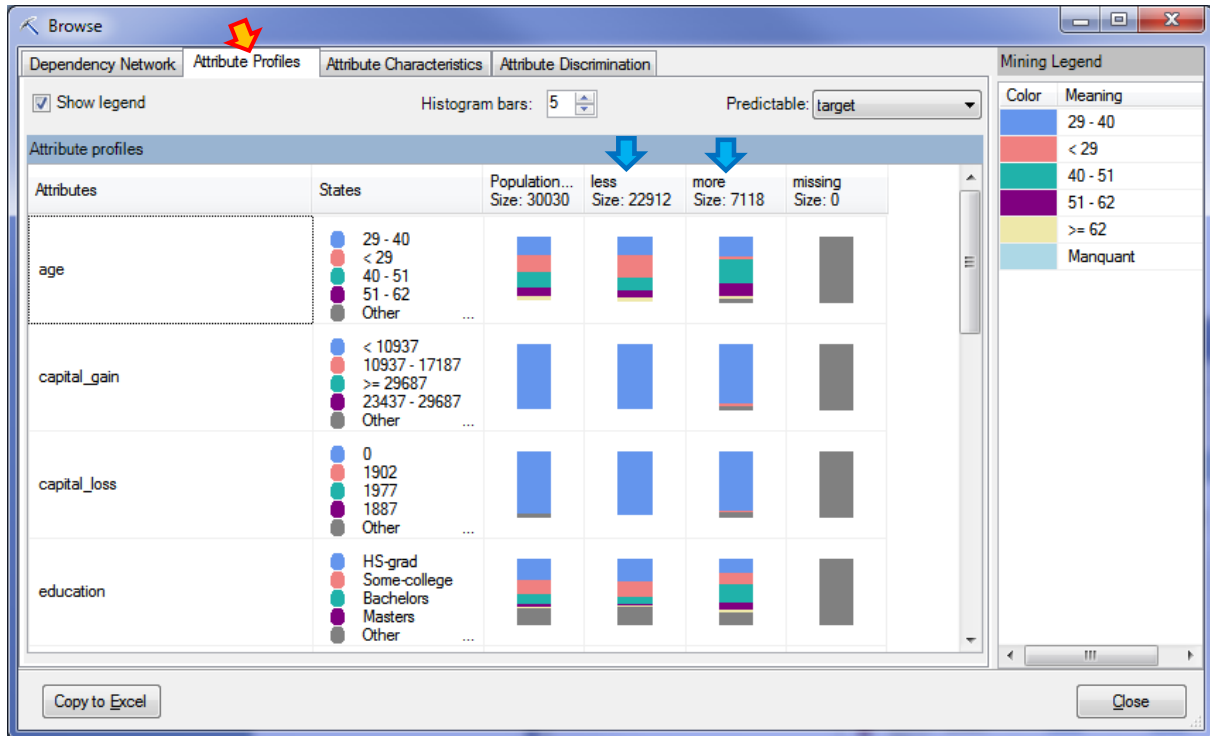 Browse
Dependency Network Attribute Profiles Attribute Characteristics Attribute Discrimination
Show legend Histogram bars: 5 Predictable: target
Attribute profiles
Attributes States Population... less more missing
Size: 30030 Size: 22912 Size: 7118 Size: 0
age
29 - 40
< 29
40 - 51
51 - 62
Other ...
capital_gain
< 10937
10937 - 17187
>= 29687
23437 - 29687
Other ...
capital_loss
0
1902
1977
1887
Other ...
education
HS-grad
Some-college
Bachelors
Masters
Other ...
Mining Legend
Color Meaning
29 - 40
< 29
40 - 51
51 - 62
>= 62
Manquant
Copy to Excel Close